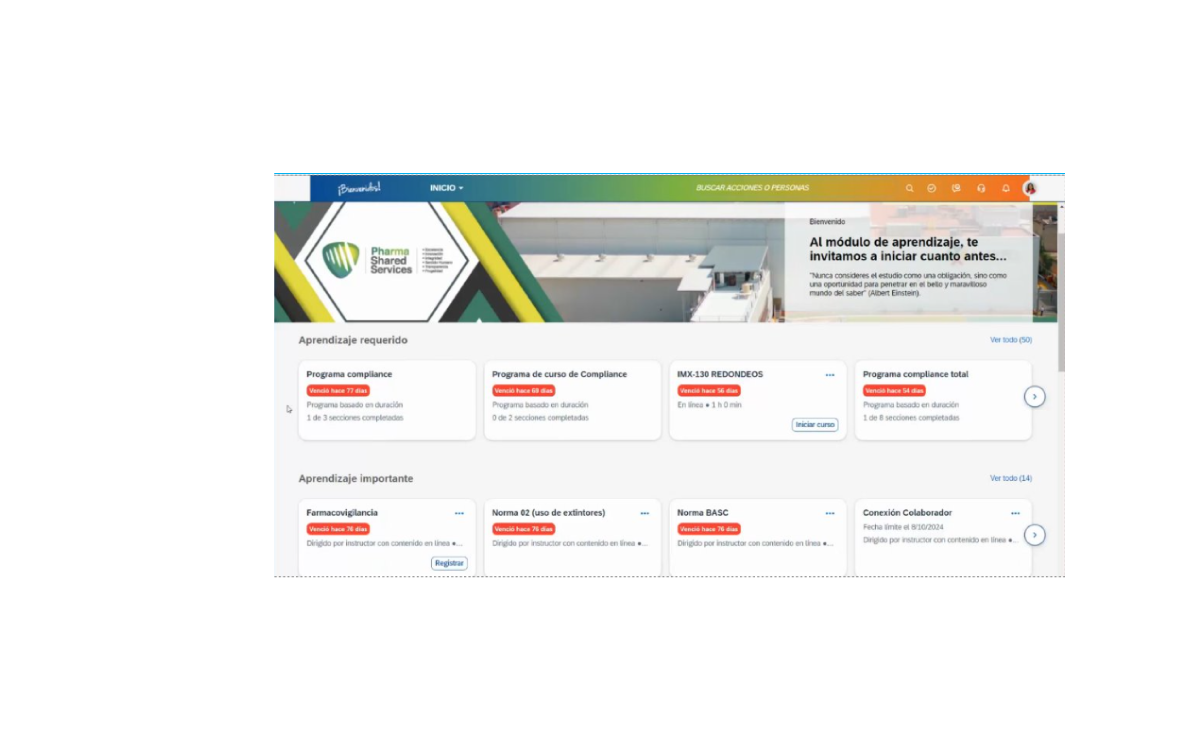 ¡Bienvenidos!
INICIO
BUSCAR ACCIONES O PERSONAS
Pharma
Shared
Services
Bienvenido
Al módulo de aprendizaje, te
invitamos a iniciar cuanto antes...
"Nunca consideres el estudio como una obligación, sino como
una oportunidad para penetrar en el bello y maravilloso
mundo del saber" (Albert Einstein).
Aprendizaje requerido
Ver todo (50)
Programa compliance
Venció hace 77 días
Programa basado en duración
1 de 3 secciones completadas
Programa de curso de Compliance
Venció hace 69 días
Programa basado en duración
0 de 2 secciones completadas
IMX-130 REDONDEOS
Venció hace 56 días
En línea ● 1 h 0 min
Iniciar curso
Programa compliance total
Venció hace 54 días
Programa basado en duración
1 de 8 secciones completadas
Aprendizaje importante
Ver todo (14)
Farmacovigilancia
Venció hace 76 días
Dirigido por instructor con contenido en línea ●...
Registrar
Norma 02 (uso de extintores)
Venció hace 76 días
Dirigido por instructor con contenido en línea ●...
Norma BASC
Venció hace 76 días
Dirigido por instructor con contenido en línea ●...
Conexión Colaborador
Fecha límite el 8/10/2024
Dirigido por instructor con contenido en línea ●...